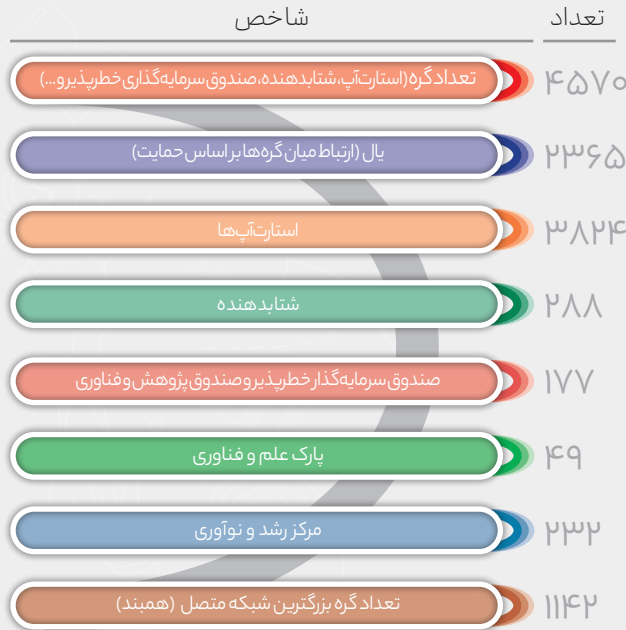 شاخص تعداد
تعداد گره (استارت‌آپ، شتابدهنده، صندوق سرمایه‌گذاری خطرپذیر و...) ۴۵۷۰
یال (ارتباط میان گره‌ها بر اساس حمایت) ۲۳۶۵
استارت‌آپ‌ها ۳۸۲۴
شتابدهنده ۲۸۸
صندوق سرمایه‌گذار خطرپذیر و صندوق پژوهش و فناوری ۱۷۷
پارک علم و فناوری ۴۹
مرکز رشد و نوآوری ۲۳۲
تعداد گره بزرگترین شبکه متصل (همبند) ۱۱۴۲